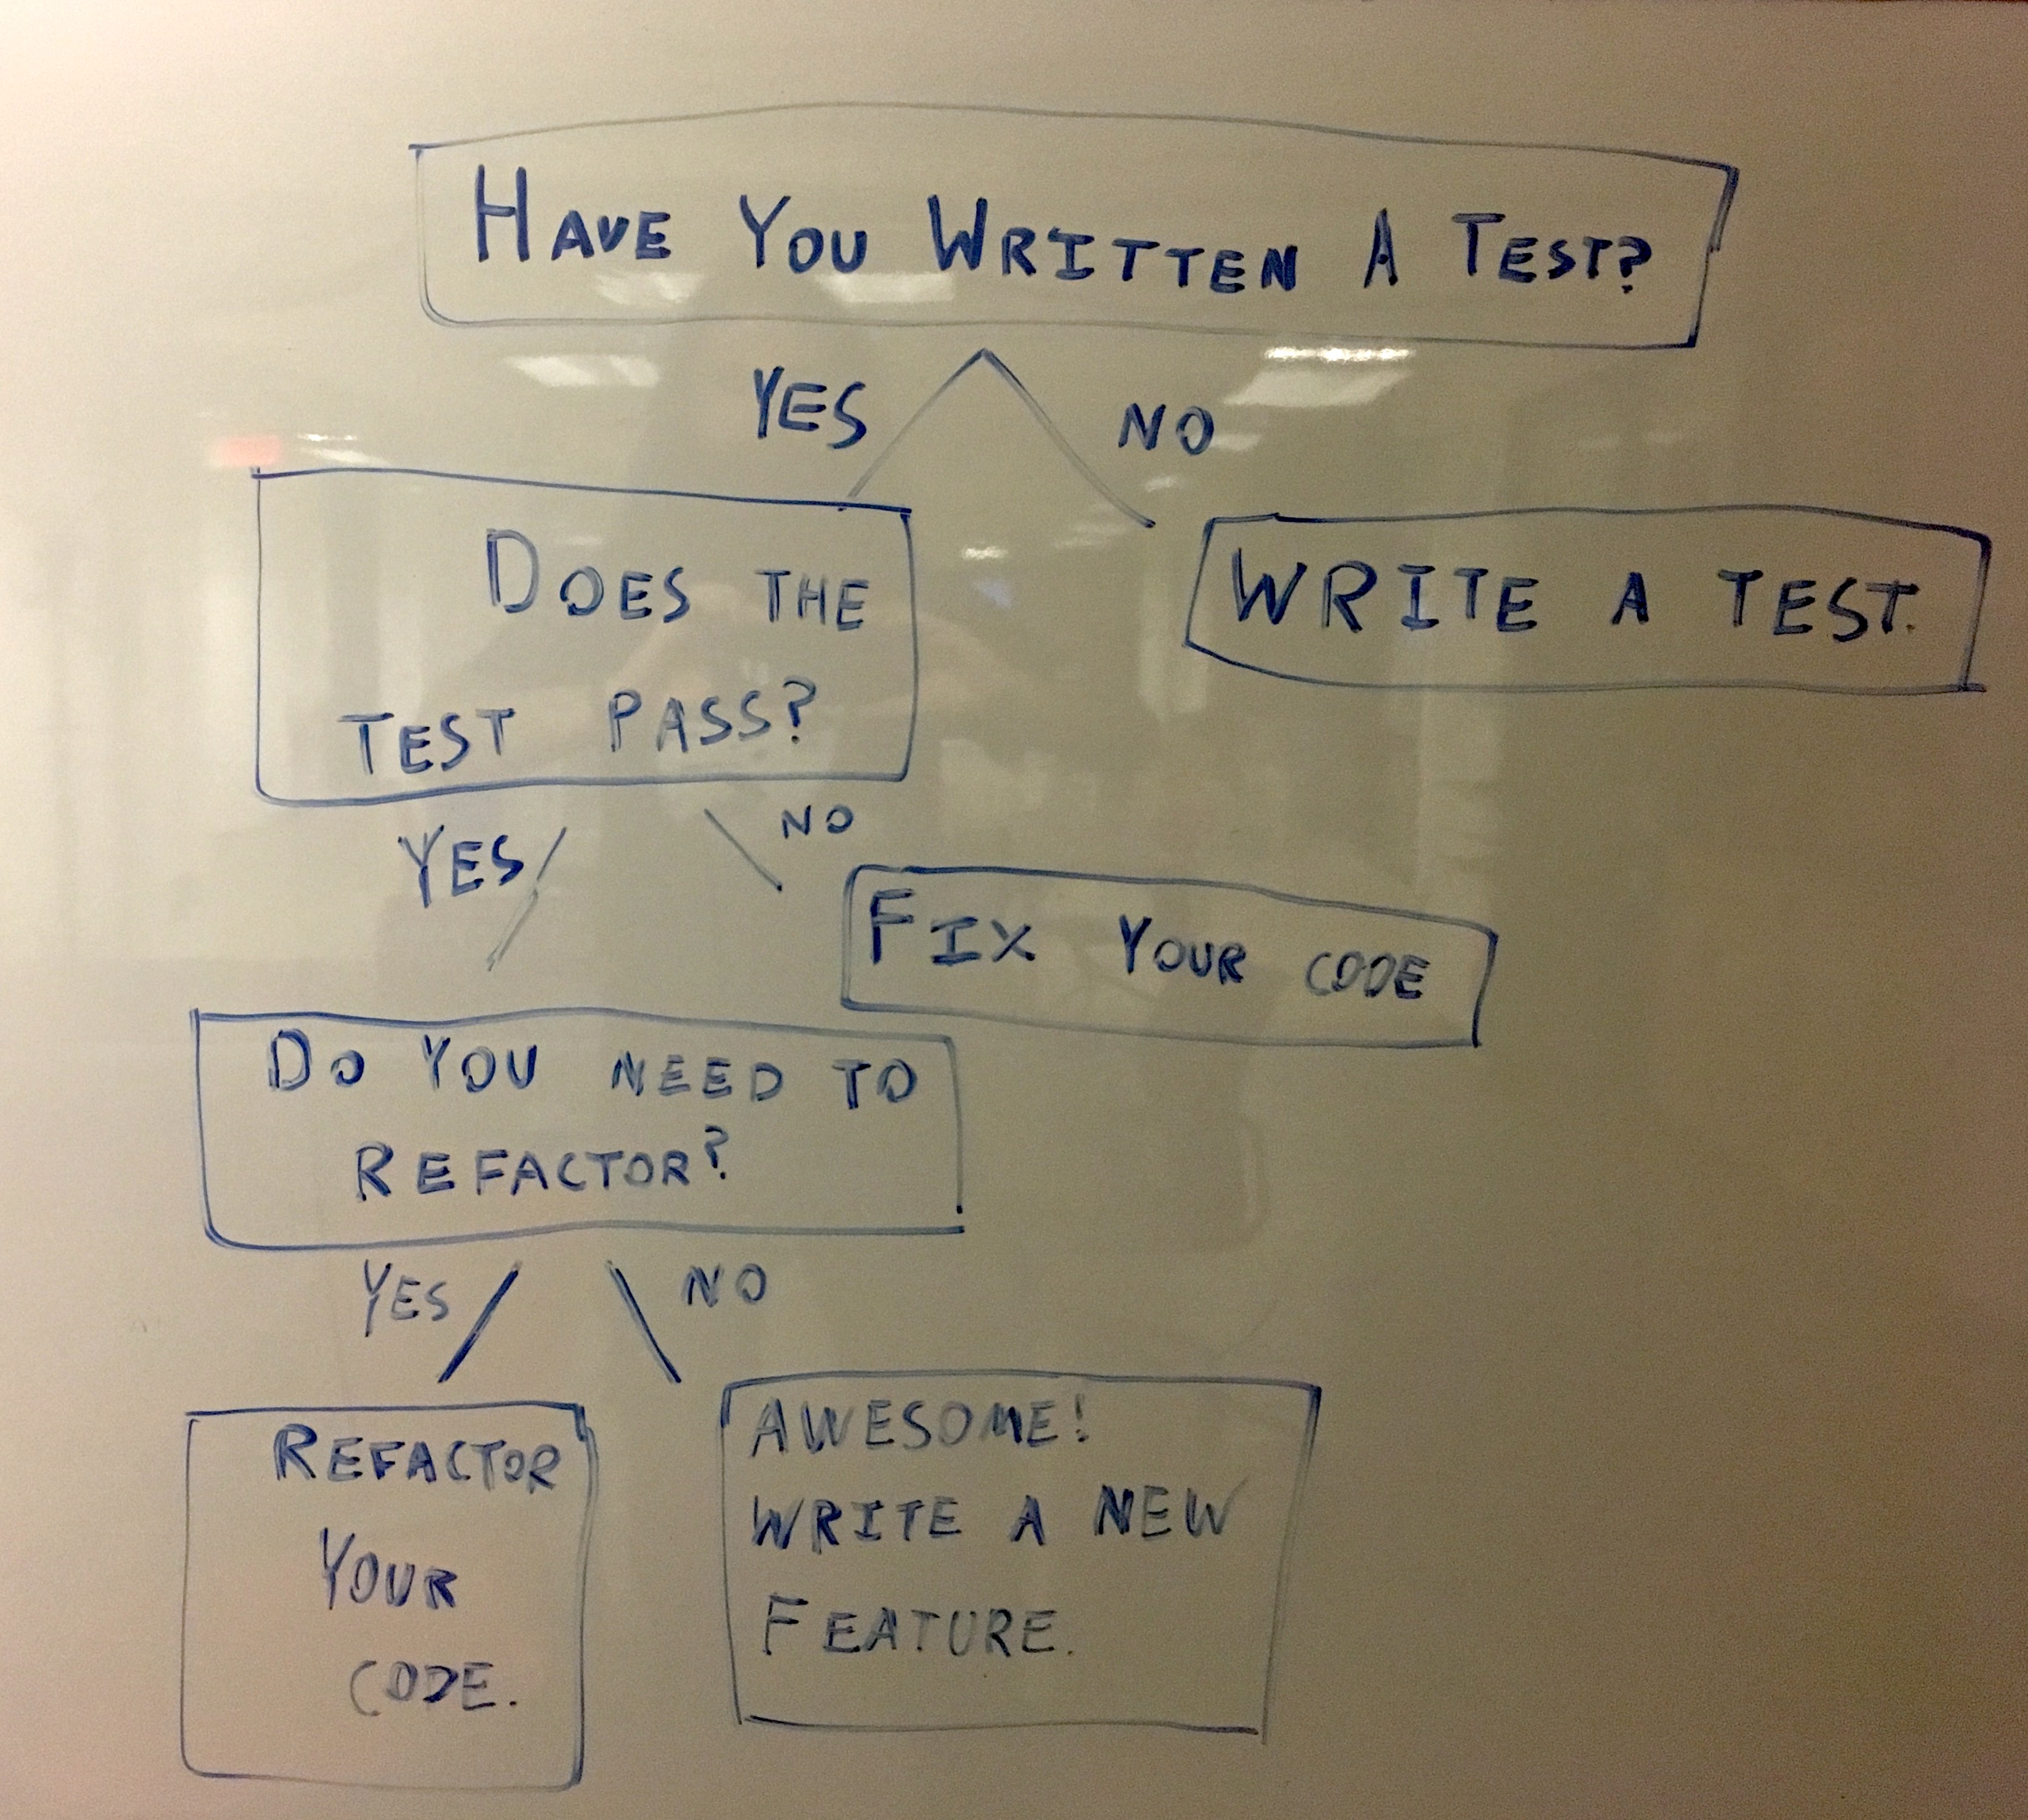 HAVE YOU WRITTEN A TEST?
YES
NO
DOES THE
TEST PASS?
WRITE A TEST.
YES
NO
FIX YOUR CODE
DO YOU NEED TO
REFACTOR?
YES
NO
REFACTOR
YOUR
CODE.
AWESOME!
WRITE A NEW
FEATURE.